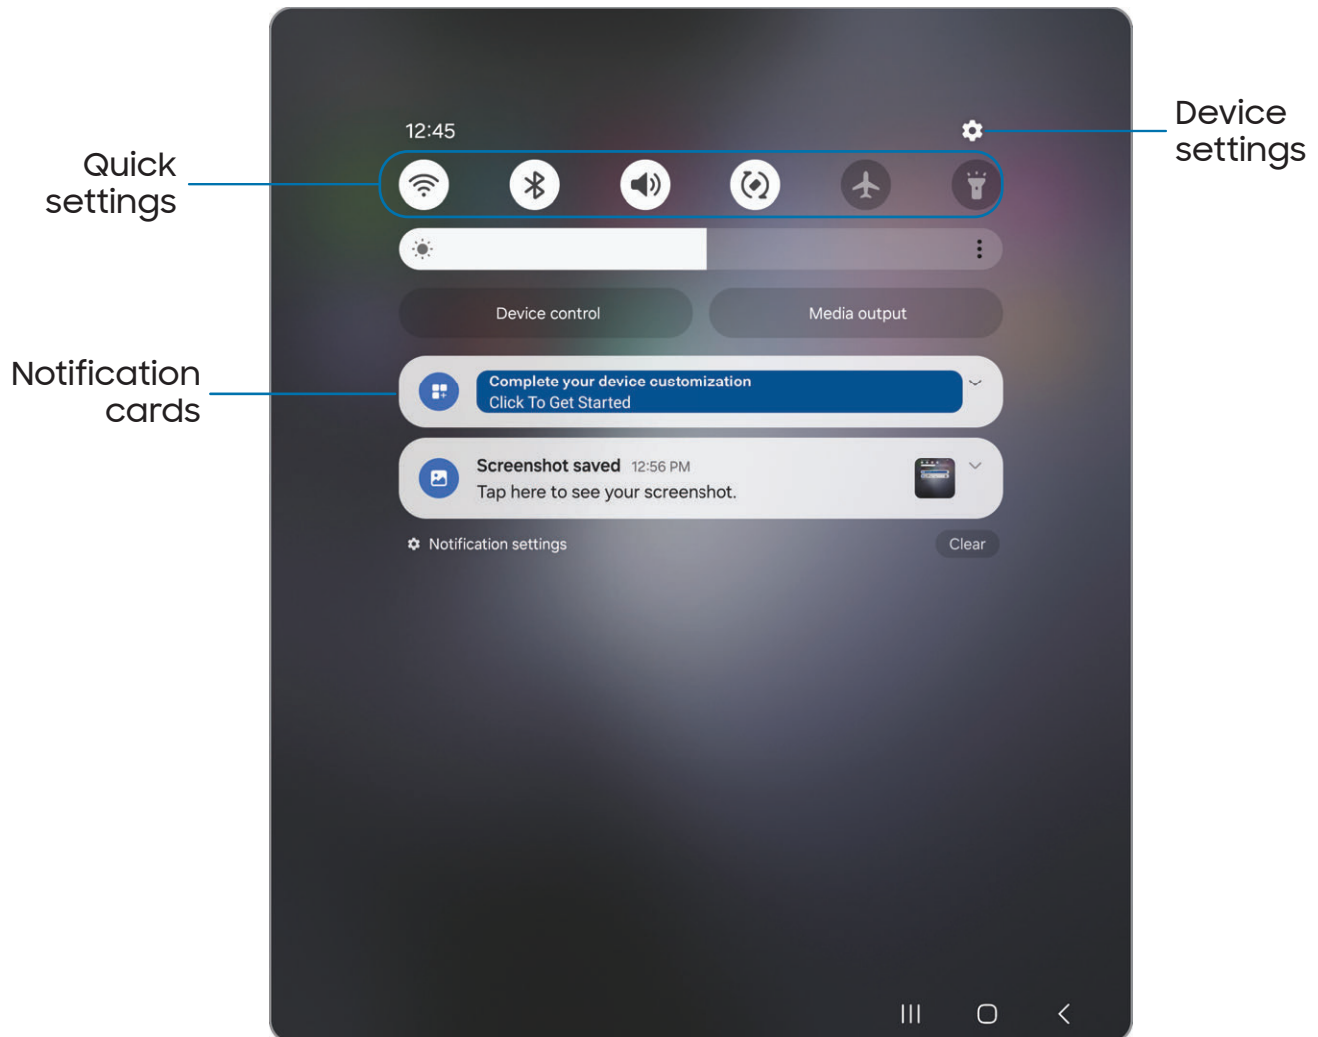 12:45
Device
settings
Quick
settings
Device control
Media output
Notification
cards
Complete your device customization
Click To Get Started
Screenshot saved 12:56 PM
Tap here to see your screenshot.
Notification settings
Clear